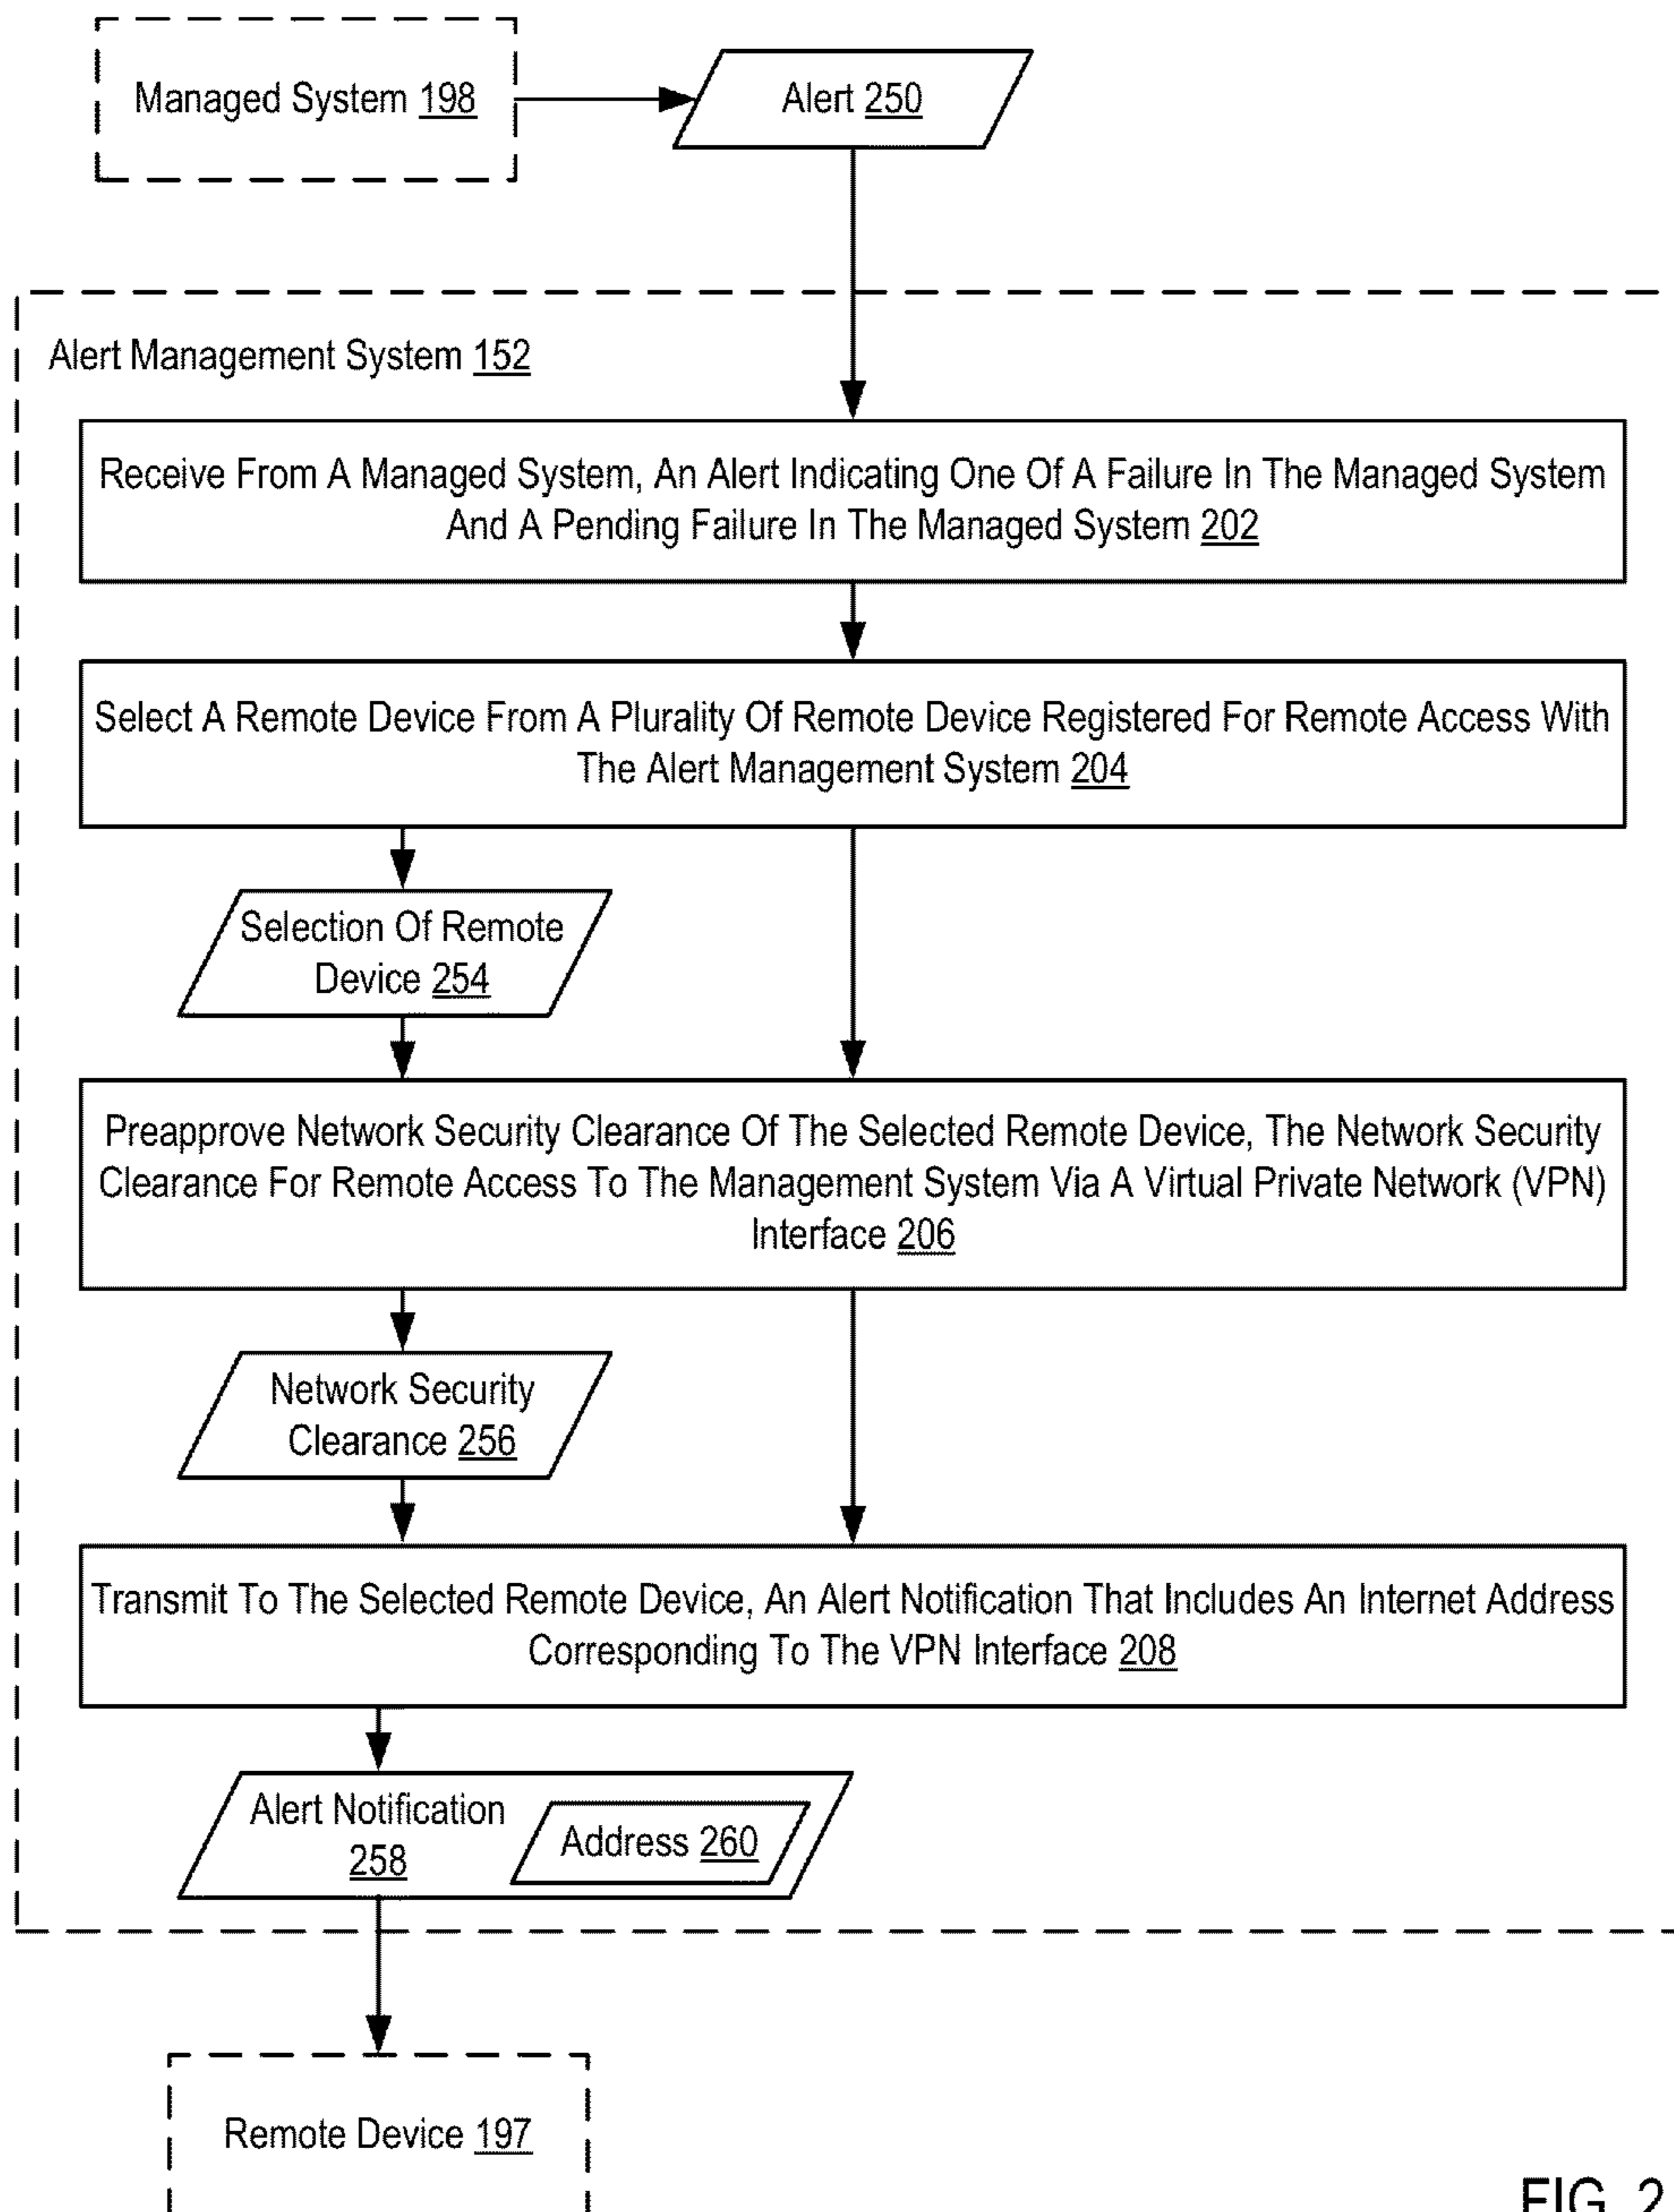 Managed System 198
Alert 250
Alert Management System 152
Receive From A Managed System, An Alert Indicating One Of A Failure In The Managed System
And A Pending Failure In The Managed System 202
Select A Remote Device From A Plurality Of Remote Device Registered For Remote Access With
The Alert Management System 204
Selection Of Remote
Device 254
Preapprove Network Security Clearance Of The Selected Remote Device, The Network Security
Clearance For Remote Access To The Management System Via A Virtual Private Network (VPN)
Interface 206
Network Security
Clearance 256
Transmit To The Selected Remote Device, An Alert Notification That Includes An Internet Address
Corresponding To The VPN Interface 208
Alert Notification
258
Address 260
Remote Device 197
FIG. 2